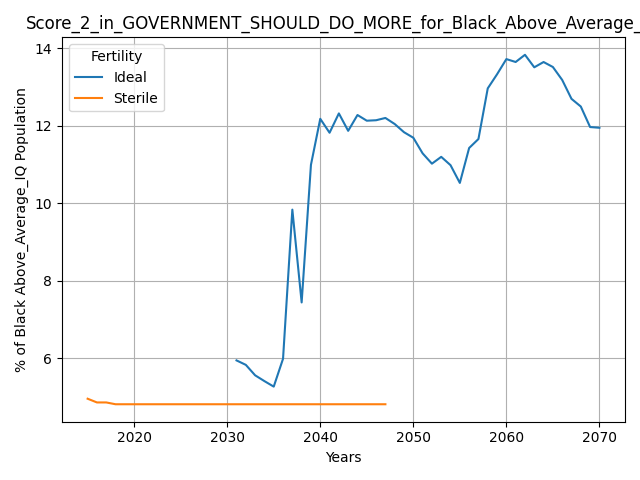 Score_2_in_GOVERNMENT_SHOULD_DO_MORE_for_Black_Above_Average_
Fertility
Ideal
Sterile
% of Black Above_Average_IQ Population
14
12
10
8
6
2020 2030 2040 2050 2060 2070
Years